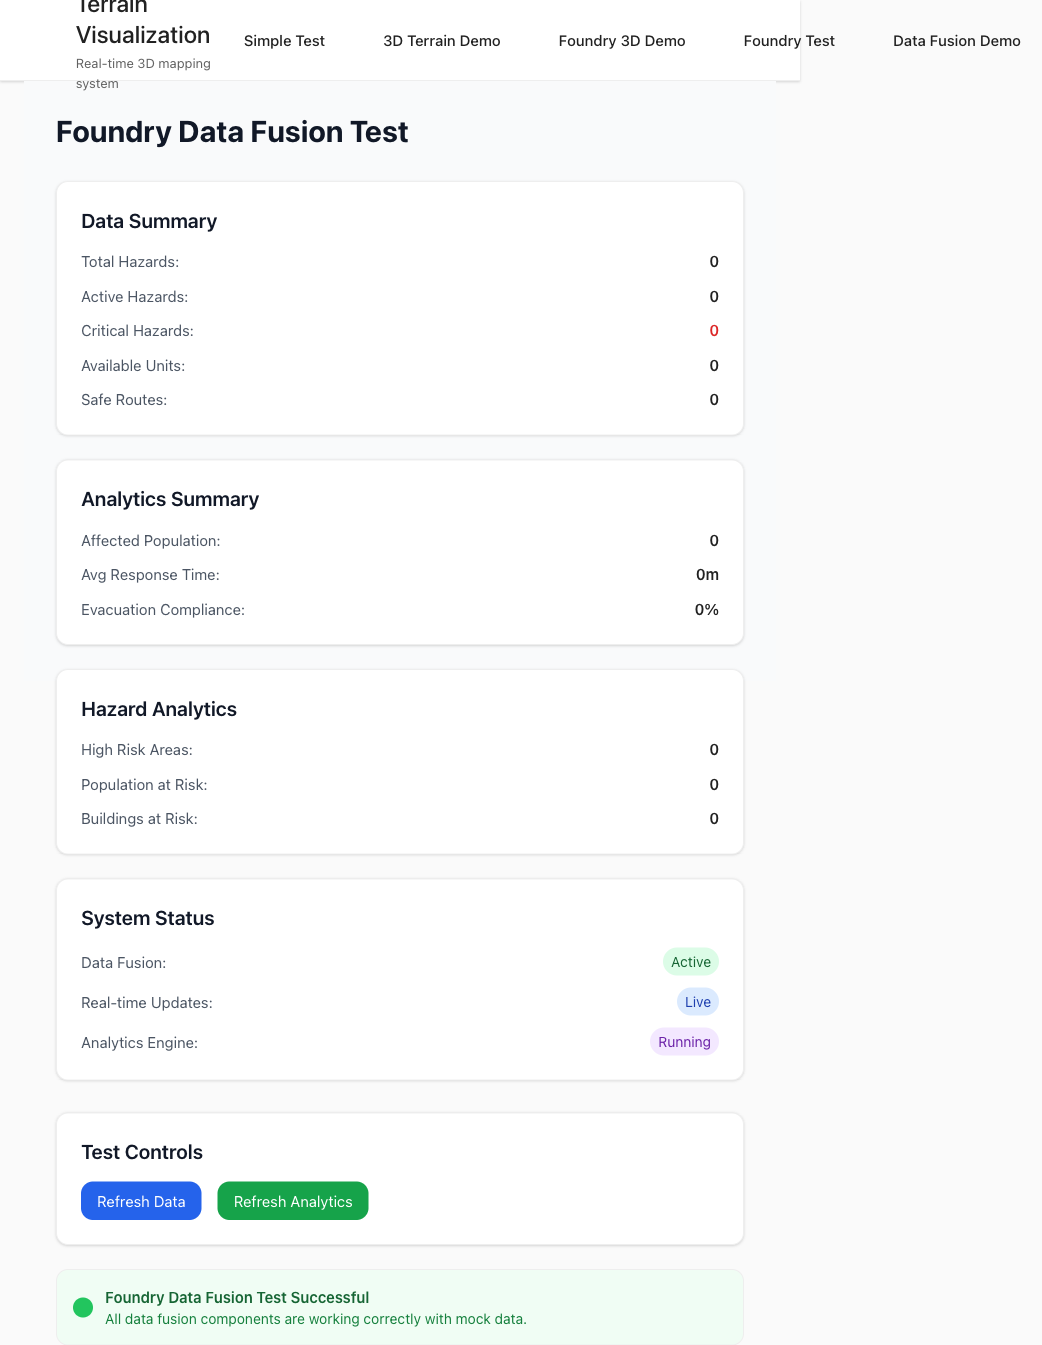 Terrain
Visualization
Real-time 3D mapping
system
Simple Test
3D Terrain Demo
Foundry 3D Demo
Foundry Test
Data Fusion Demo
Foundry Data Fusion Test
Data Summary
Total Hazards: 0
Active Hazards: 0
Critical Hazards: 0
Available Units: 0
Safe Routes: 0
Analytics Summary
Affected Population: 0
Avg Response Time: 0m
Evacuation Compliance: 0%
Hazard Analytics
High Risk Areas: 0
Population at Risk: 0
Buildings at Risk: 0
System Status
Data Fusion: Active
Real-time Updates: Live
Analytics Engine: Running
Test Controls
Refresh Data
Refresh Analytics
Foundry Data Fusion Test Successful
All data fusion components are working correctly with mock data.